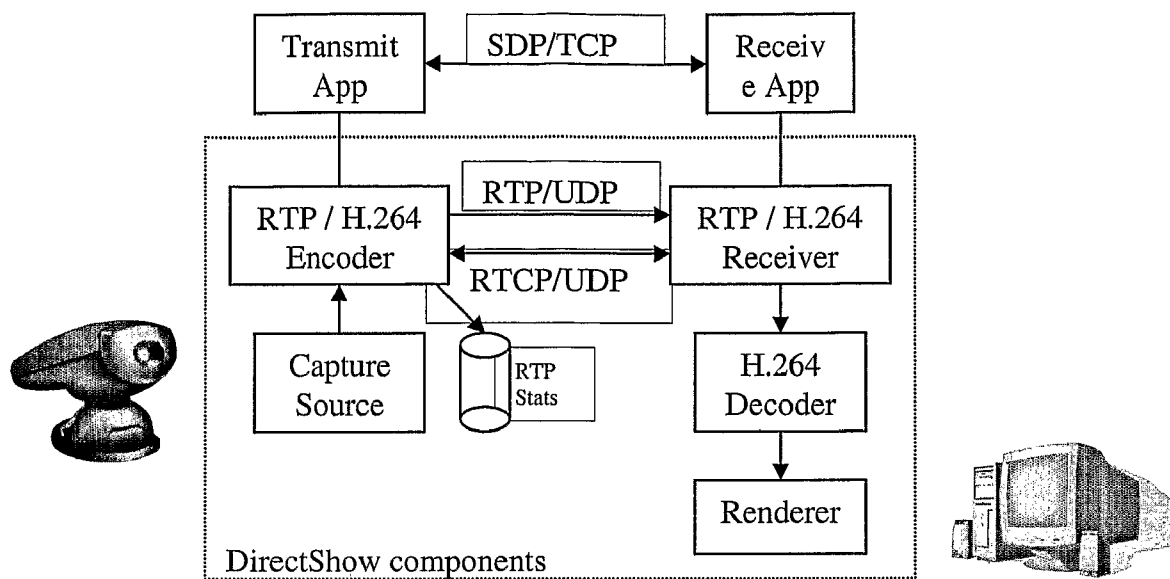 Transmit
App
SDP/TCP
Receiv
e App
RTP / H.264
Encoder
RTP/UDP
RTCP/UDP
RTP / H.264
Receiver
Capture
Source
RTP
Stats
H.264
Decoder
Renderer
DirectShow components